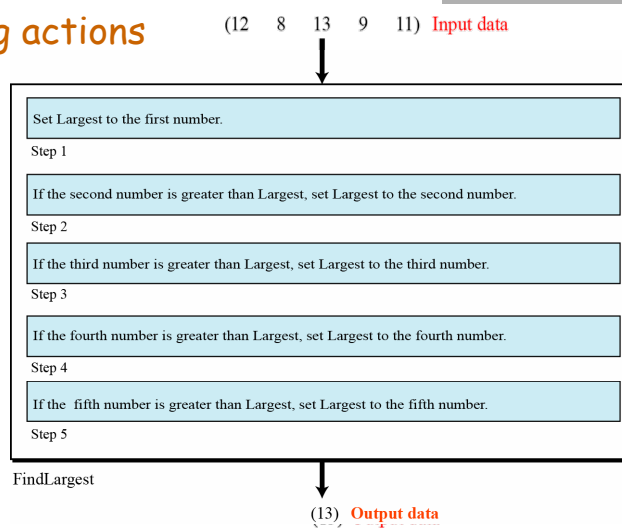 g actions
(12 8 13 9 11) Input data
Set Largest to the first number.
Step 1
If the second number is greater than Largest, set Largest to the second number.
Step 2
If the third number is greater than Largest, set Largest to the third number.
Step 3
If the fourth number is greater than Largest, set Largest to the fourth number.
Step 4
If the fifth number is greater than Largest, set Largest to the fifth number.
Step 5
FindLargest
(13) Output data